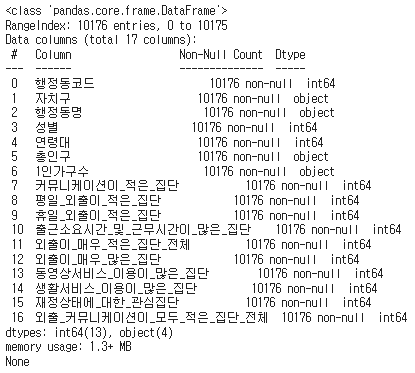 <class 'pandas.core.frame.DataFrame'>
RangeIndex: 10176 entries, 0 to 10175
Data columns (total 17 columns):
 #   Column                Non-Null Count  Dtype
---  ------                --------------  -----
 0   행정동코드                 10176 non-null  int64
 1   자치구                   10176 non-null  object
 2   행정동명                  10176 non-null  object
 3   성별                    10176 non-null  int64
 4   연령대                   10176 non-null  int64
 5   총인구                   10176 non-null  object
 6   1인가구수                 10176 non-null  object
 7   커뮤니케이션이_적은_집단         10176 non-null  int64
 8   평일_외출이_적은_집단          10176 non-null  int64
 9   휴일_외출이_적은_집단          10176 non-null  int64
 10  출근소요시간_및_근무시간이_많은_집단   10176 non-null  int64
 11  외출이_매우_적은_집단_전체       10176 non-null  int64
 12  외출이_매우_많은_집단          10176 non-null  int64
 13  동영상서비스_이용이_많은_집단      10176 non-null  int64
 14  생활서비스_이용이_많은_집단       10176 non-null  int64
 15  재정상태에_대한_관심집단         10176 non-null  int64
 16  외출_커뮤니케이션이_모두_적은_집단_전체  10176 non-null  int64
dtypes: int64(13), object(4)
memory usage: 1.3+ MB
None